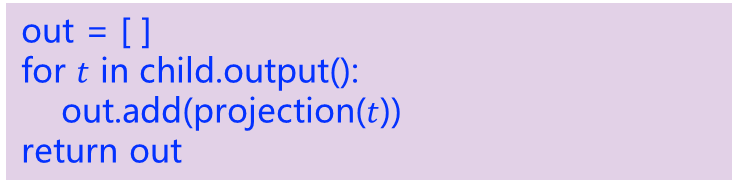 out = [ ]
for t in child.output():
    out.add(projection(t))
return out